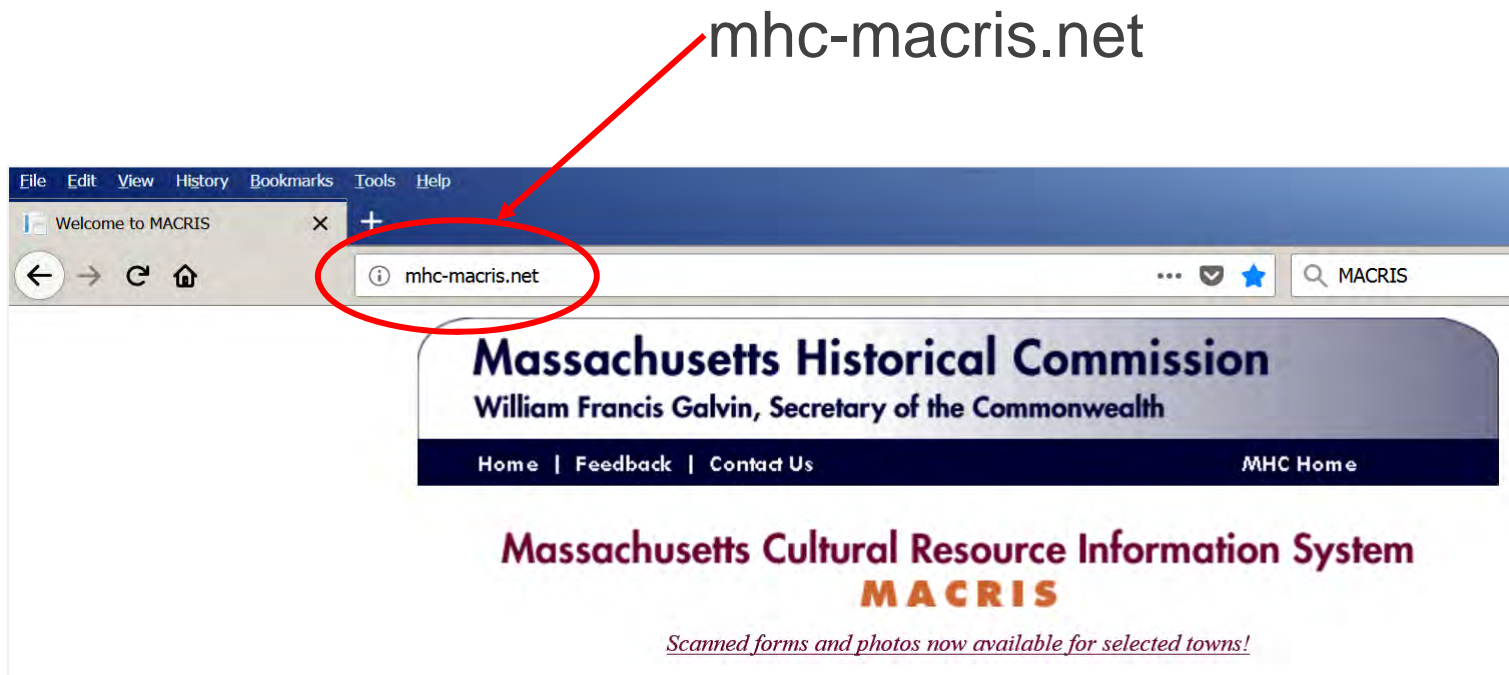 mhc-macris.net
File Edit View History Bookmarks Tools Help
Welcome to MACRIS
mhc-macris.net
MACRIS
Massachusetts Historical Commission
William Francis Galvin, Secretary of the Commonwealth
Home | Feedback | Contact Us MHC Home
Massachusetts Cultural Resource Information System
MACRIS
Scanned forms and photos now available for selected towns!